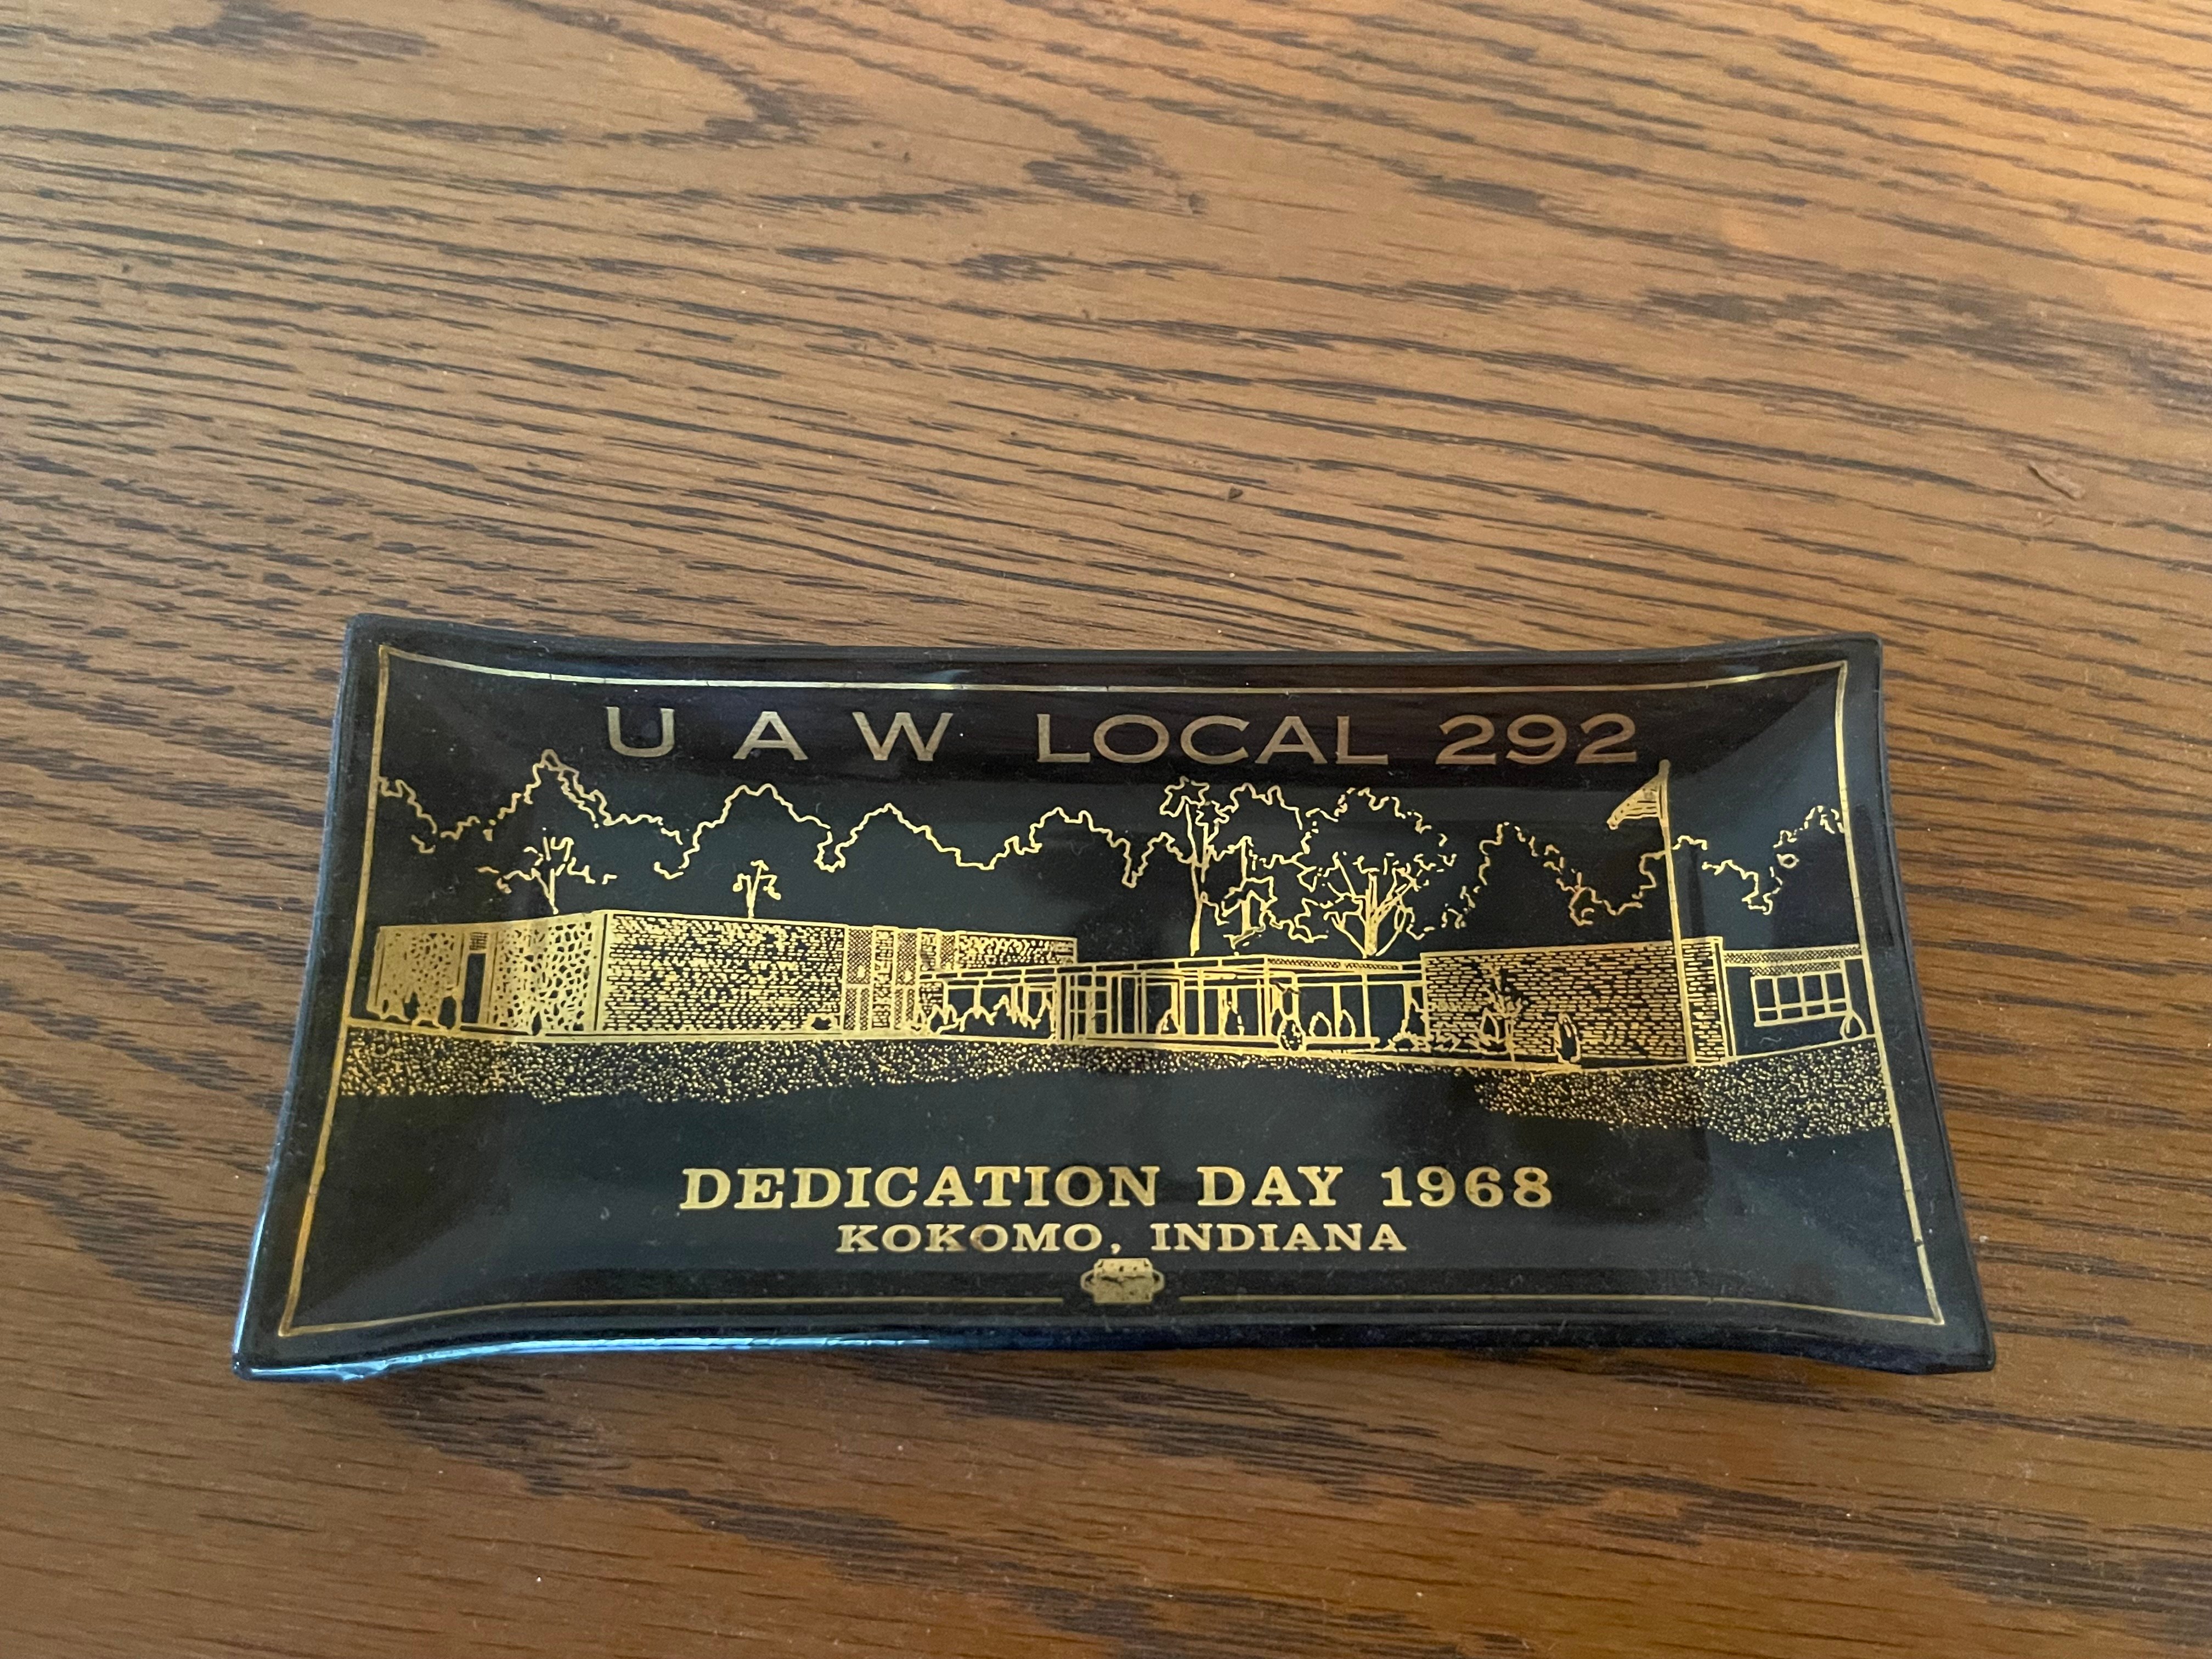 U A W LOCAL 292
DEDICATION DAY 1968
KOKOMO, INDIANA